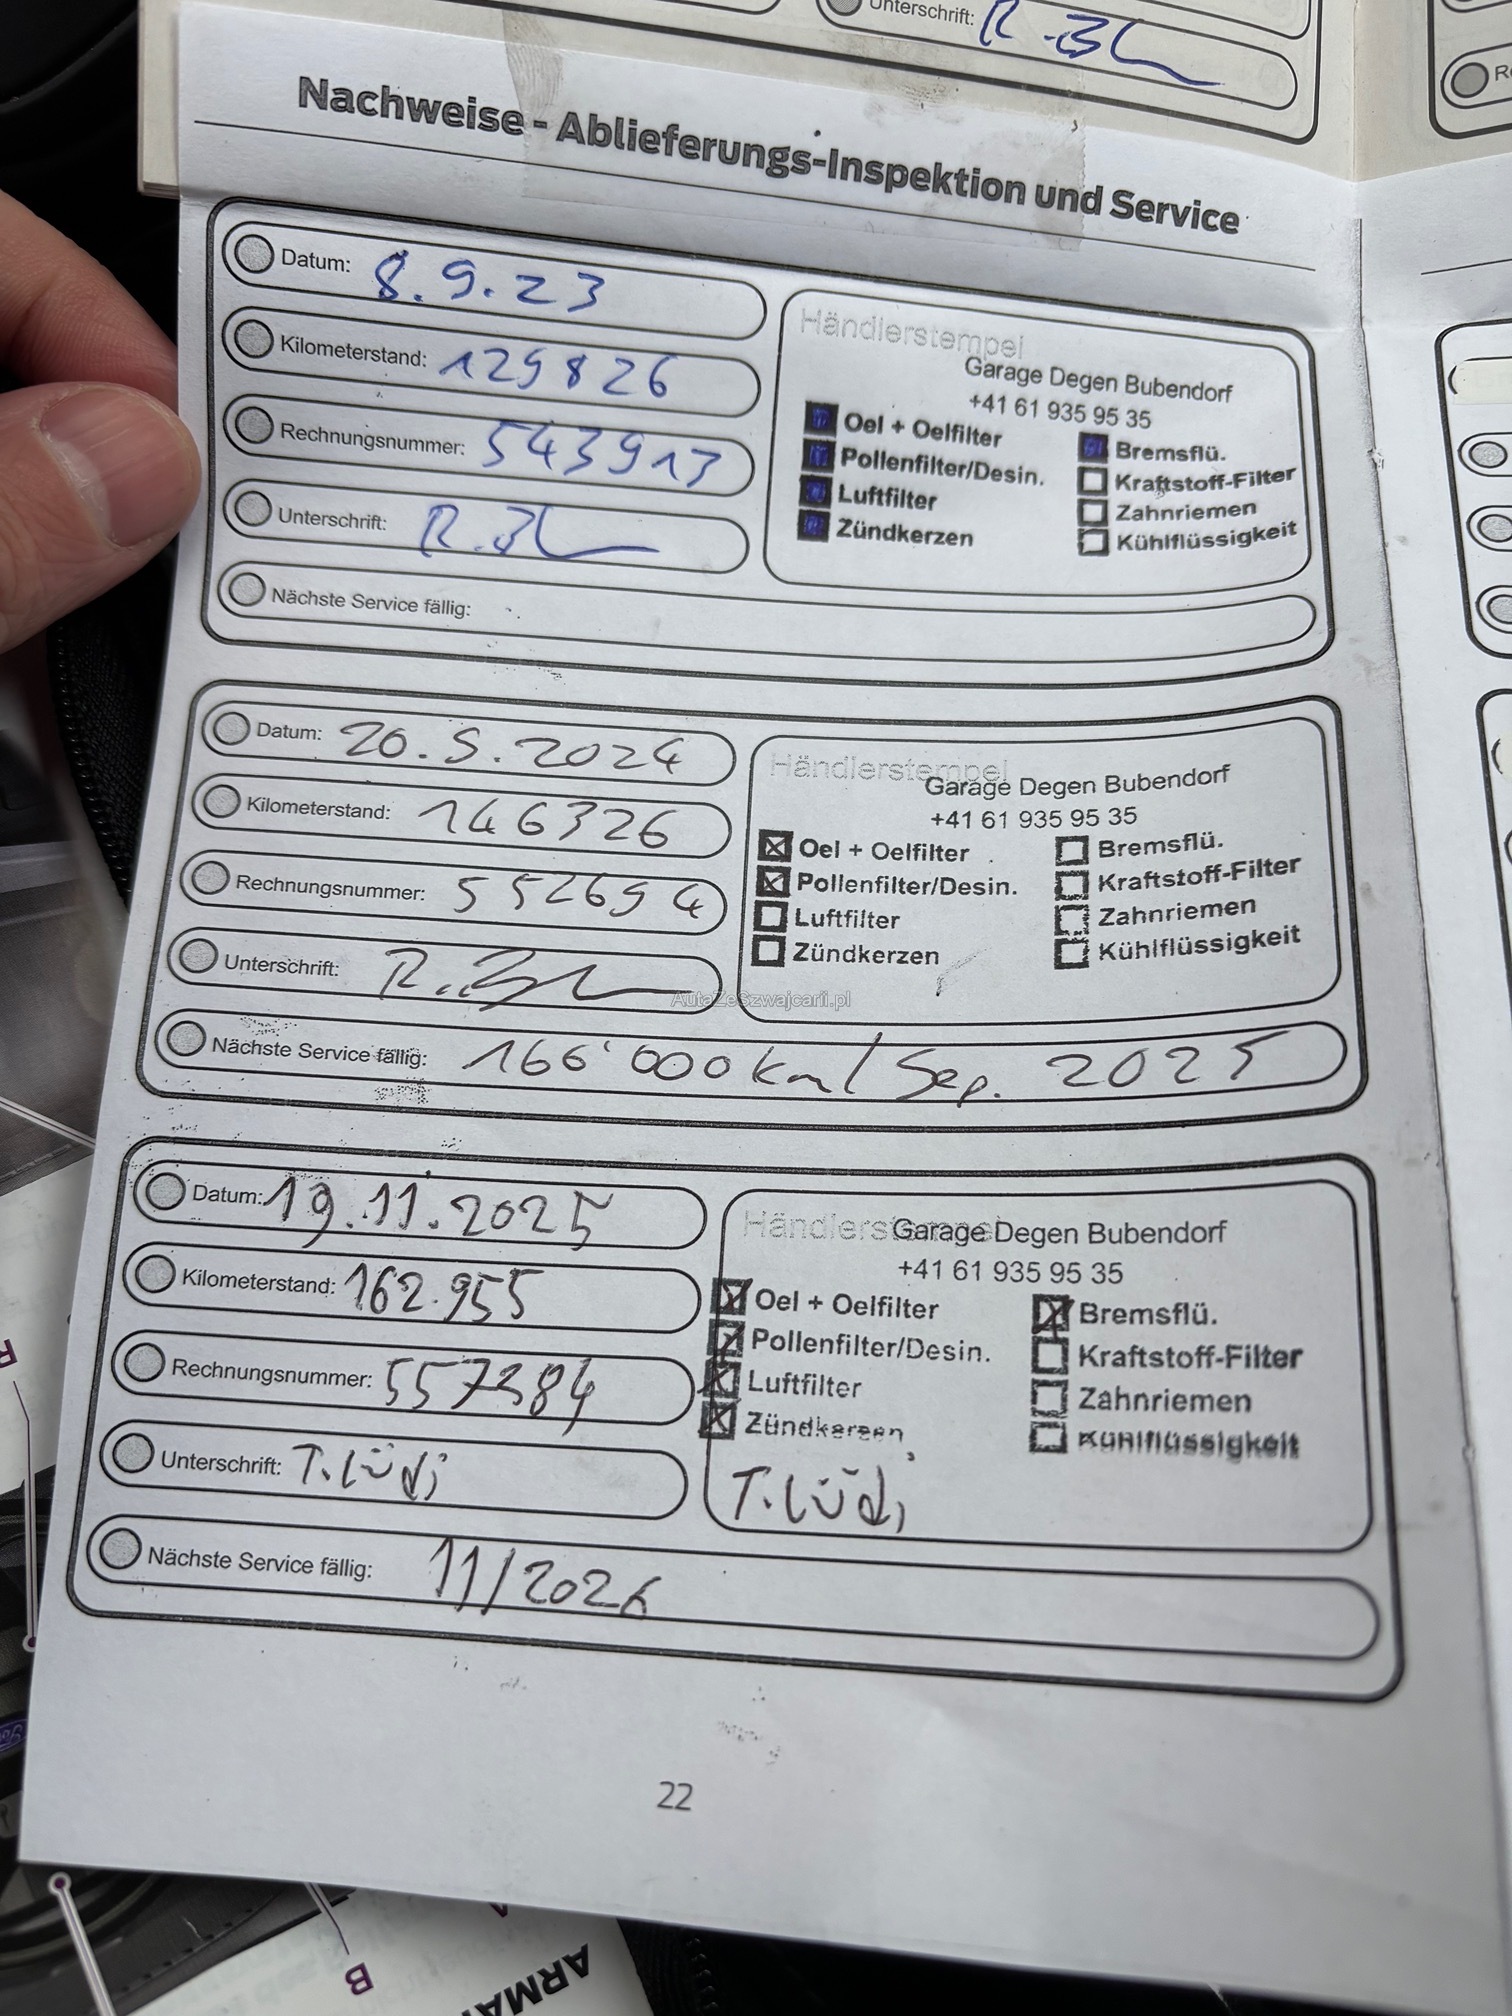 Unterschrift: R.
Nachweise - Ablieferungs-Inspektion und Service
Datum: 8.9.23
Kilometerstand: 129826
Rechnungsnummer: 543913
Unterschrift: R.
Nächste Service fällig:
Händlerstempel
Garage Degen Bubendorf
+41 61 935 95 35
Oel + Oelfilter
Pollenfilter/Desin.
Luftfilter
Zündkerzen
Bremsflü.
Kraftstoff-Filter
Zahnriemen
Kühlflüssigkeit
Datum: 20.9.2024
Kilometerstand: 146326
Rechnungsnummer: 552694
Unterschrift: R.
Nächste Service fällig: 166'000 km / Sep. 2025
Händlerstempel
Garage Degen Bubendorf
+41 61 935 95 35
Oel + Oelfilter
Pollenfilter/Desin.
Luftfilter
Zündkerzen
Bremsflü.
Kraftstoff-Filter
Zahnriemen
Kühlflüssigkeit
AutaZeSzwajcarii.pl
Datum: 19.11.2025
Kilometerstand: 162.955
Rechnungsnummer: 557384
Unterschrift: T. Lüdi
Nächste Service fällig: 11/2026
Händlerstempel
Garage Degen Bubendorf
+41 61 935 95 35
Oel + Oelfilter
Pollenfilter/Desin.
Luftfilter
Zündkerzen
Bremsflü.
Kraftstoff-Filter
Zahnriemen
Kühlflüssigkeit
T. Lüdi
22
R
B